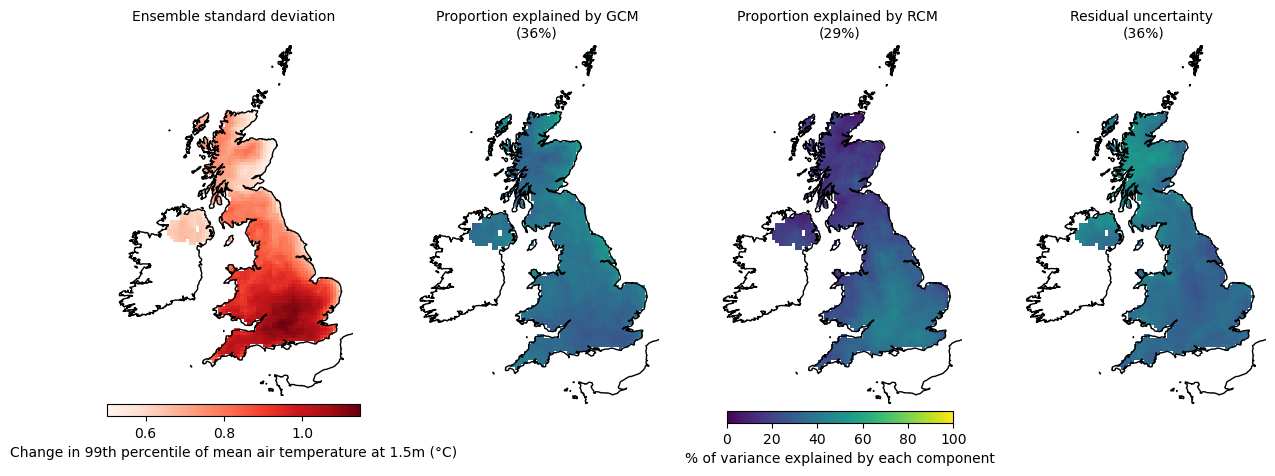 Ensemble standard deviation
Proportion explained by GCM
(36%)
Proportion explained by RCM
(29%)
Residual uncertainty
(36%)
0.6 0.8 1.0
Change in 99th percentile of mean air temperature at 1.5m (°C)
0 20 40 60 80 100
% of variance explained by each component